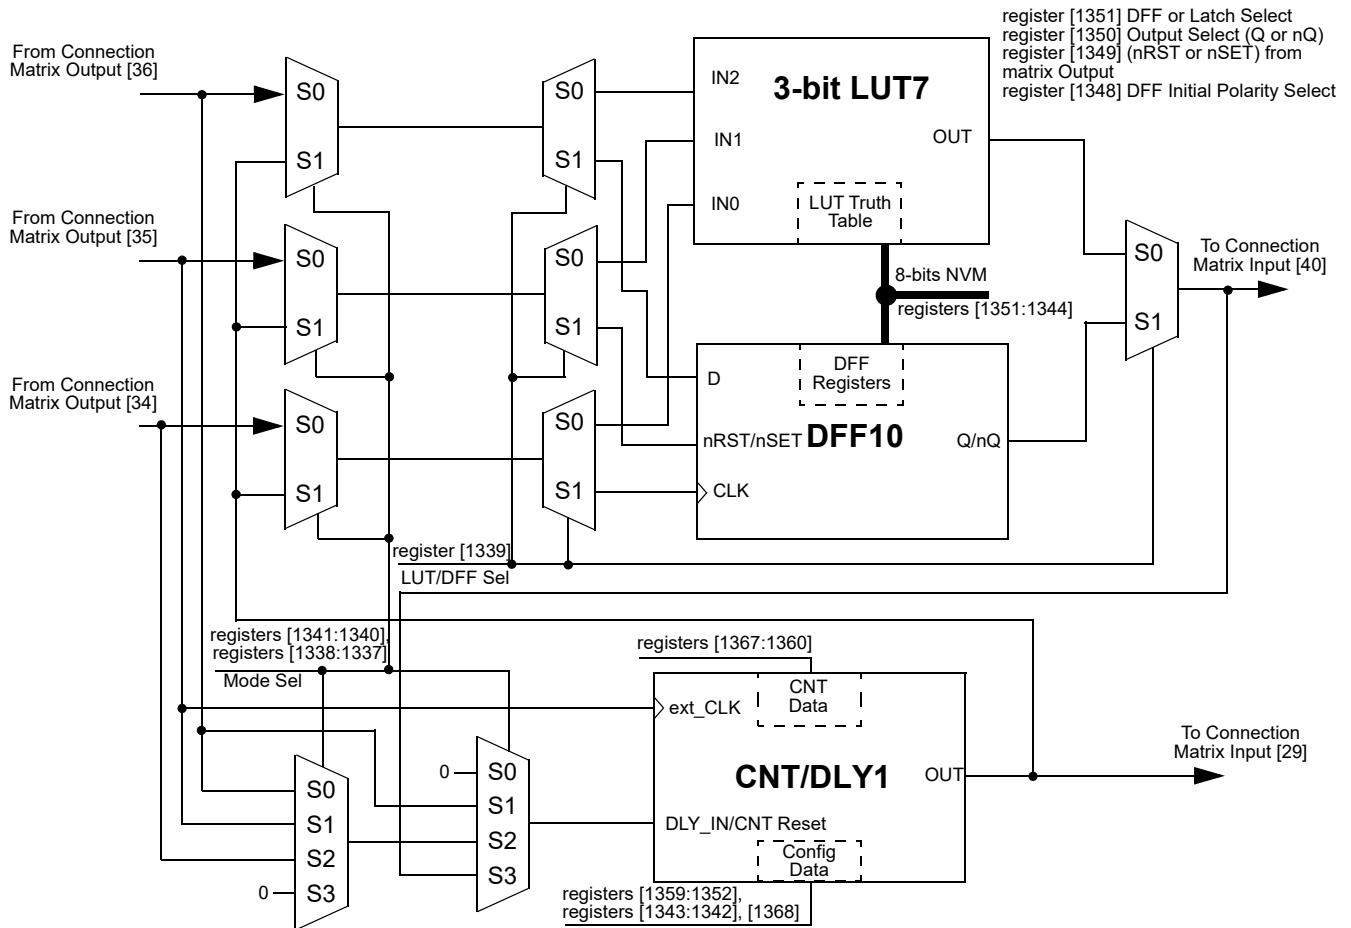 register [1351] DFF or Latch Select
register [1350] Output Select (Q or nQ)
register [1349] (nRST or nSET) from
matrix Output
register [1348] DFF Initial Polarity Select
From Connection
Matrix Output [36]
S0
S1
S0
S1
IN2
IN1
IN0
3-bit LUT7
OUT
LUT Truth
Table
From Connection
Matrix Output [35]
S0
S1
S0
S1
8-bits NVM
registers [1351:1344]
S0
S1
To Connection
Matrix Input [40]
From Connection
Matrix Output [34]
S0
S1
S0
S1
D
nRST/nSET
CLK
DFF
Registers
DFF10
Q/nQ
register [1339]
LUT/DFF Sel
registers [1341:1340],
registers [1338:1337]
Mode Sel
registers [1367:1360]
ext_CLK
CNT
Data
CNT/DLY1
OUT
DLY_IN/CNT Reset
Config
Data
To Connection
Matrix Input [29]
S0
S1
S2
S3
0
0
S0
S1
S2
S3
registers [1359:1352],
registers [1343:1342], [1368]